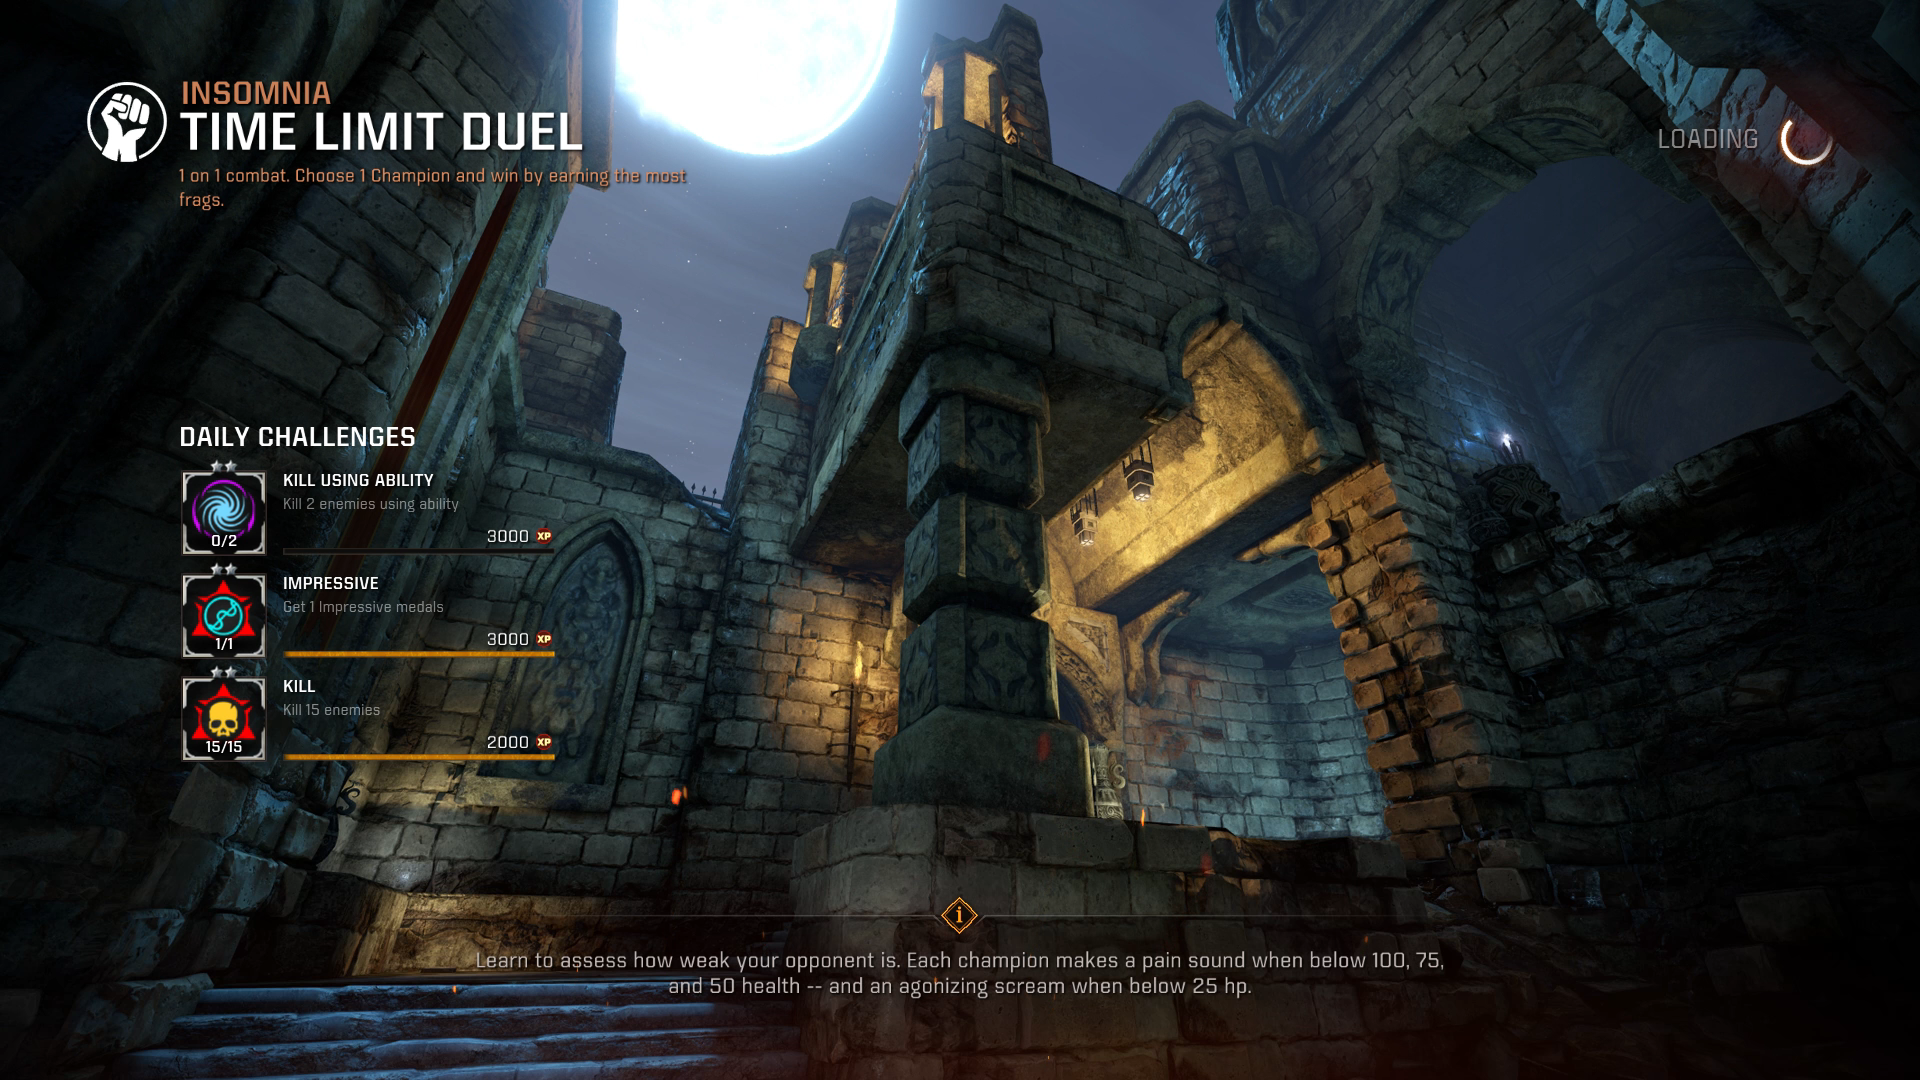 INSOMNIA
TIME LIMIT DUEL
1 on 1 combat. Choose 1 Champion and win by earning the most
frags.
LOADING
DAILY CHALLENGES
KILL USING ABILITY
Kill 2 enemies using ability
0/2
3000 XP
IMPRESSIVE
Get 1 Impressive medals
1/1
3000 XP
KILL
Kill 15 enemies
15/15
2000 XP
i
Learn to assess how weak your opponent is. Each champion makes a pain sound when below 100, 75,
and 50 health -- and an agonizing scream when below 25 hp.